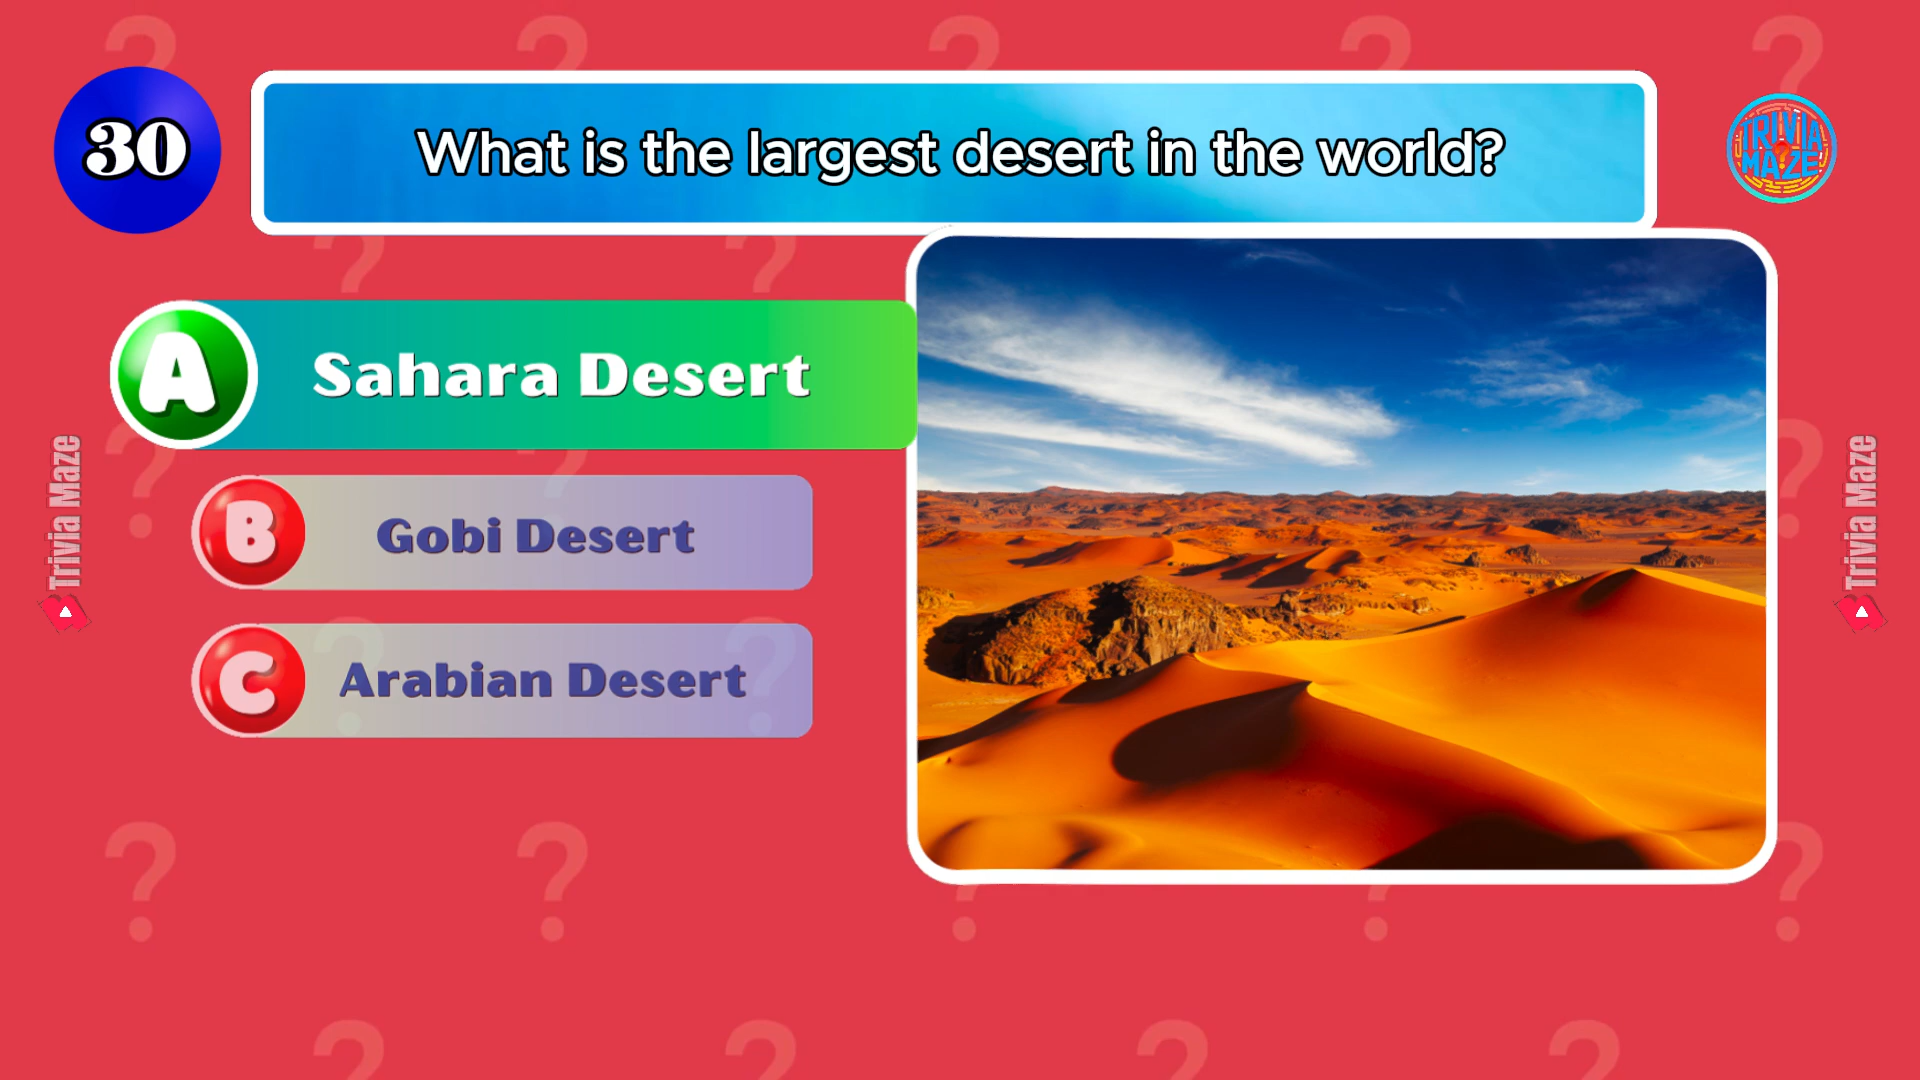 30
What is the largest desert in the world?
TRIVIA
MAZE
A
Sahara Desert
B
Gobi Desert
C
Arabian Desert
Trivia Maze
Trivia Maze